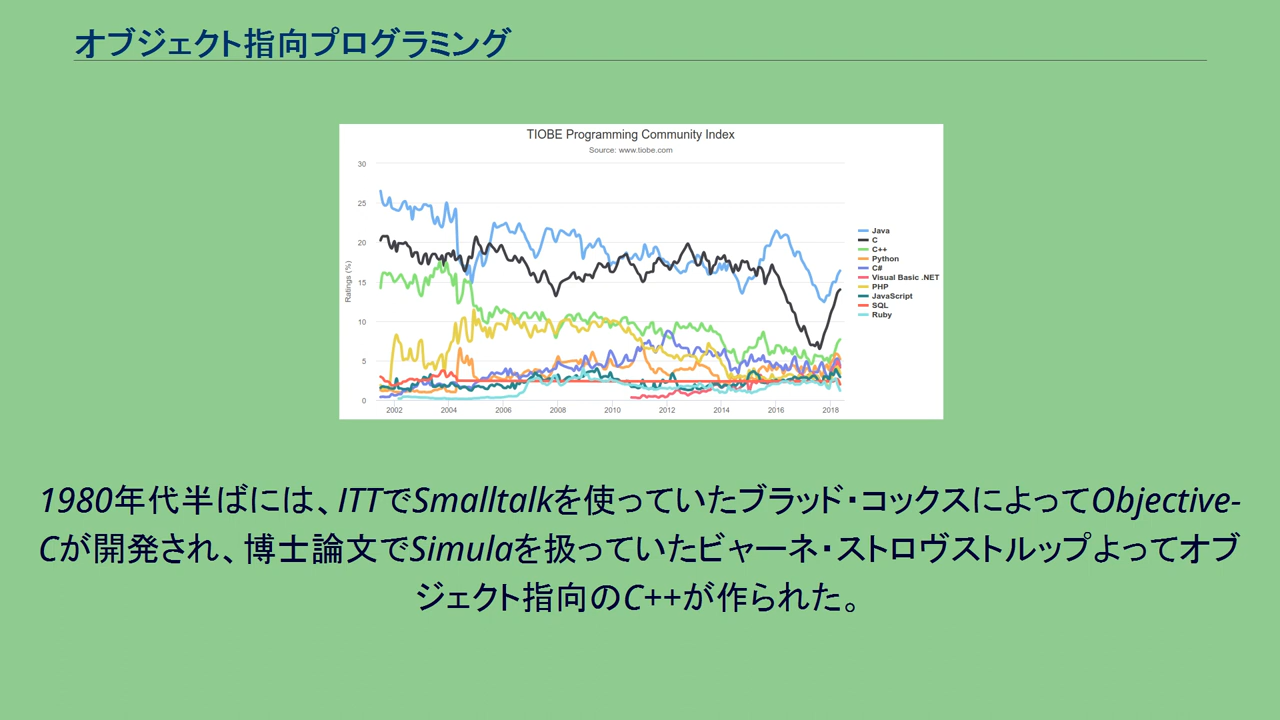 オブジェクト指向プログラミング
TIOBE Programming Community Index
Source: www.tiobe.com
Ratings (%)
30
25
20
15
10
5
0
2002 2004 2006 2008 2010 2012 2014 2016 2018
Java
C
C++
Python
C#
Visual Basic .NET
PHP
JavaScript
SQL
Ruby
1980年代半ばには、ITTでSmalltalkを使っていたブラッド・コックスによってObjective-
Cが開発され、博士論文でSimulaを扱っていたビャーネ・ストロヴストルップよってオブ
ジェクト指向のC++が作られた。